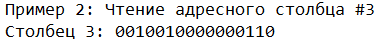 Пример 2: Чтение адресного столбца #3
Столбец 3: 0010010000000110